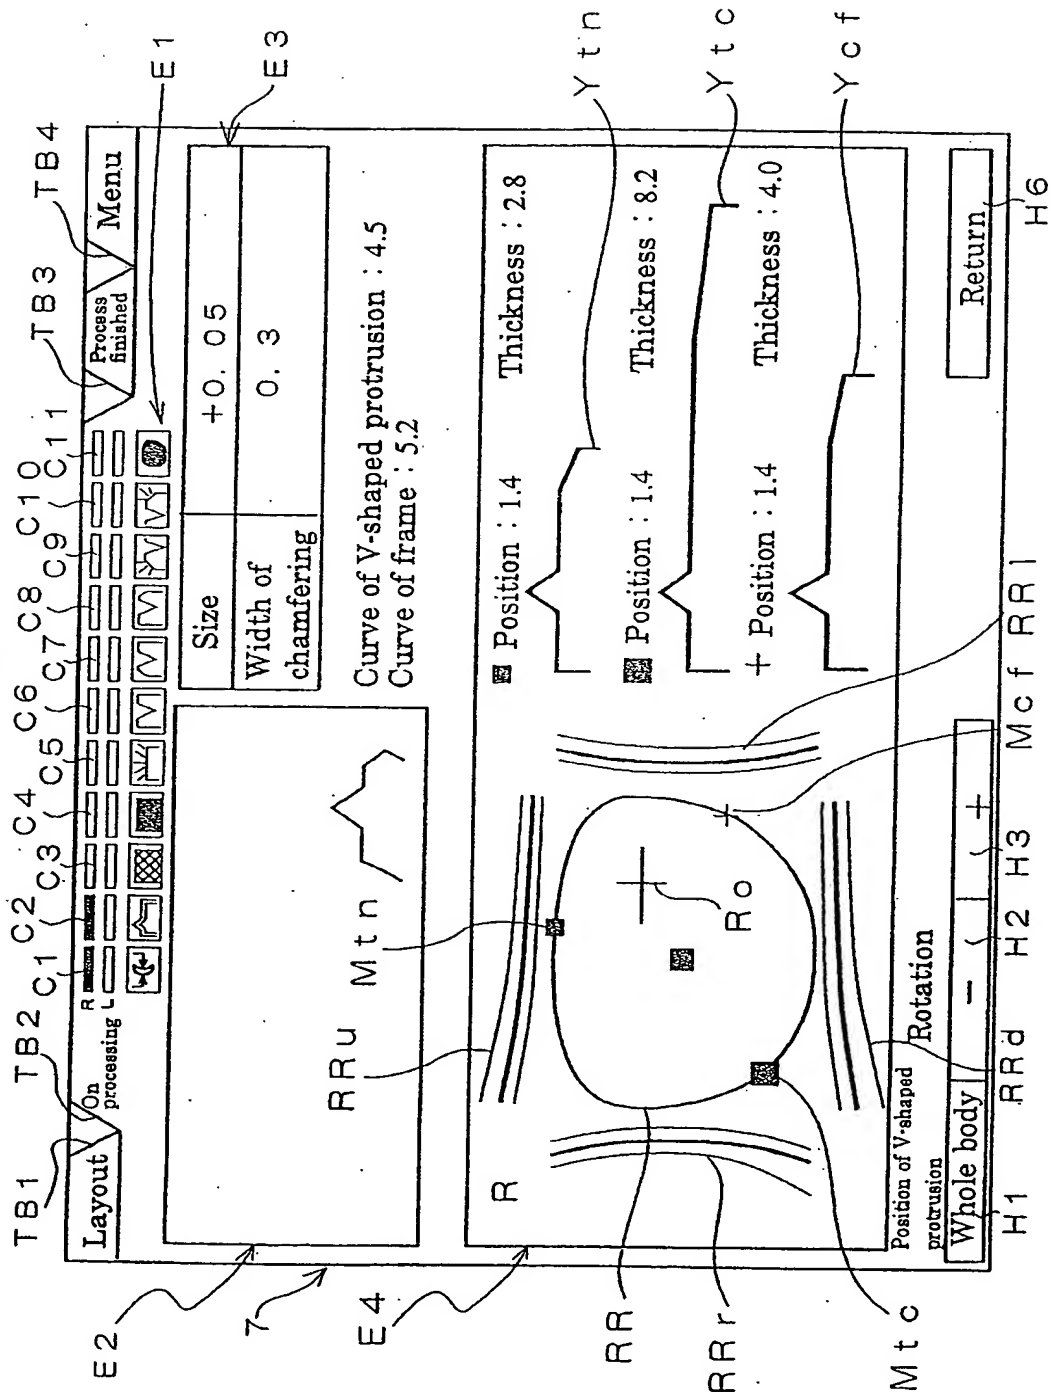 TB1
TB2
C1
C2
C3
C4
C5
C6
C7
C8
C9
C10
C11
TB3
TB4
E1
E3
Layout
On processing
R
L
Process finished
Menu
Size
+0.05
Width of chamfering
0.3
Curve of V-shaped protrusion : 4.5
Curve of frame : 5.2
E2
7
E4
RRu
Mtn
R
Ro
Position : 1.4
Thickness : 2.8
Position : 1.4
Thickness : 8.2
+ Position : 1.4
Thickness : 4.0
Ytn
Ytc
Ycf
RR
RRr
Mtc
Position of V-shaped protrusion
Rotation
Whole body
−
+
Return
H1
RRd
H2
H3
Mcf
RRl
H6